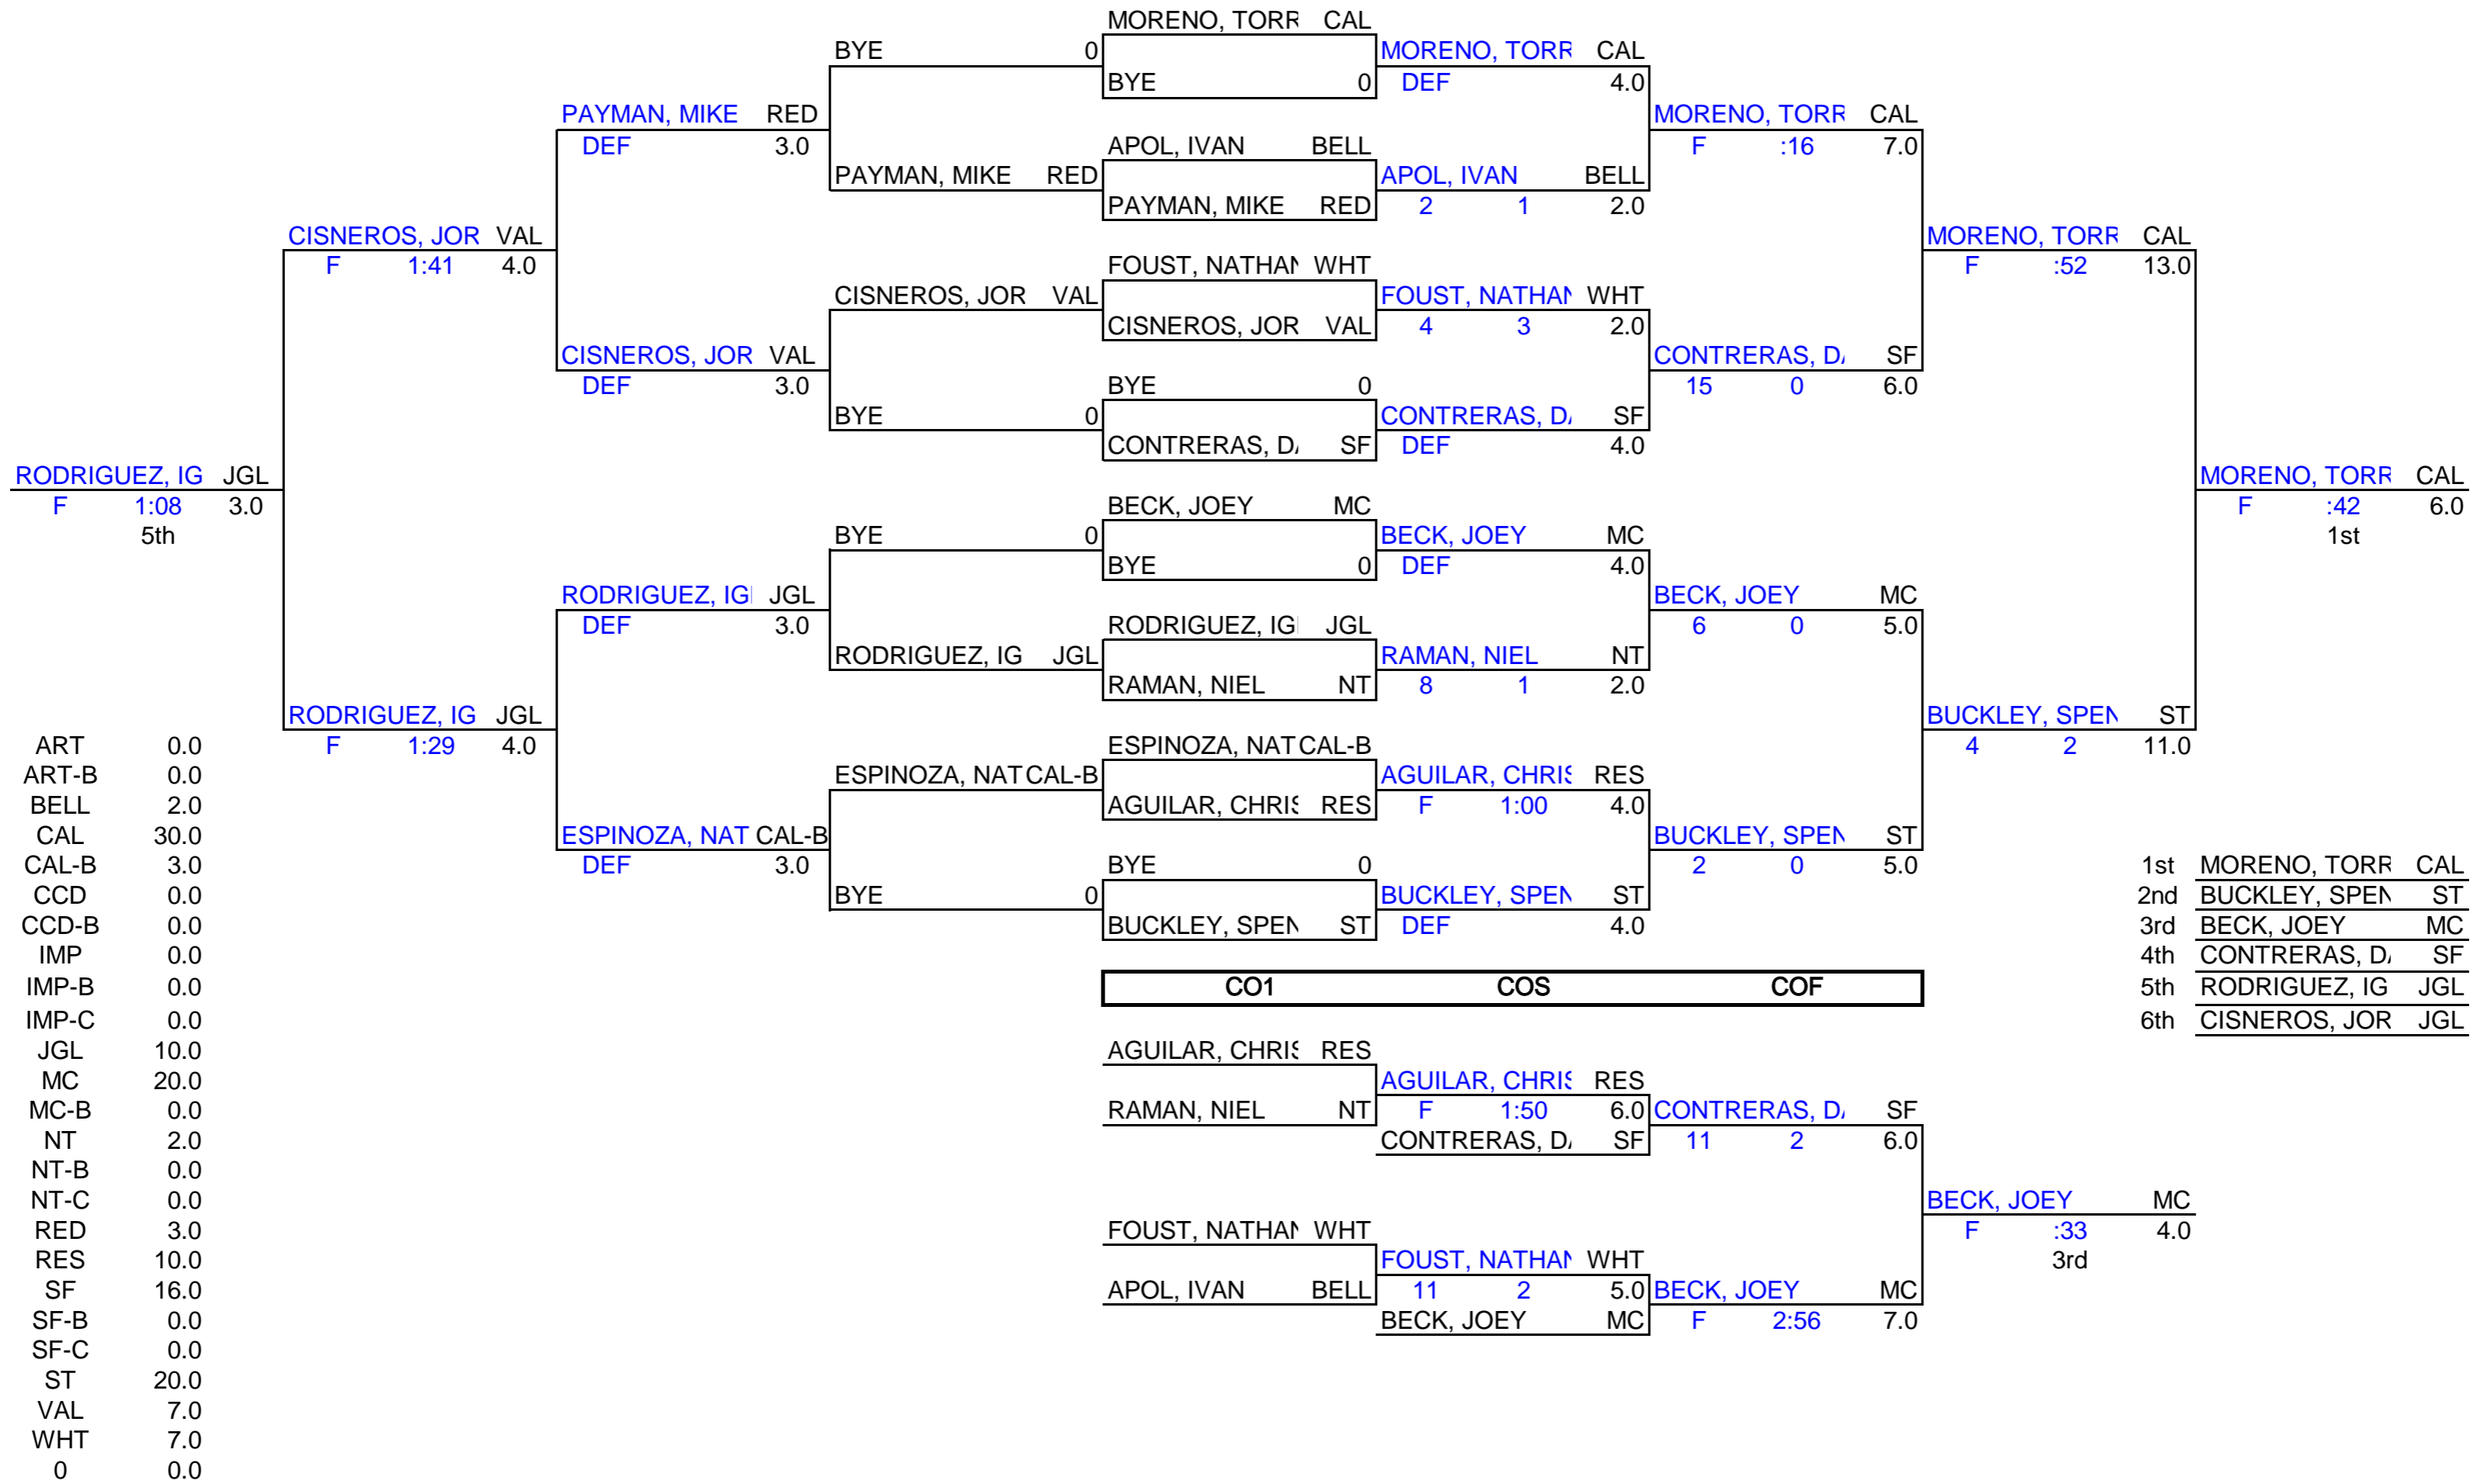 MORENO, TORR CAL
BYE 0 MORENO, TORR CAL
BYE 0 DEF 4.0
PAYMAN, MIKE RED MORENO, TORR CAL
DEF 3.0 APOL, IVAN BELL F :16 7.0
PAYMAN, MIKE RED APOL, IVAN BELL
PAYMAN, MIKE RED 2 1 2.0
CISNEROS, JOR VAL MORENO, TORR CAL
F 1:41 4.0 FOUST, NATHAN WHT F :52 13.0
CISNEROS, JOR VAL FOUST, NATHAN WHT
CISNEROS, JOR VAL 4 3 2.0
CISNEROS, JOR VAL CONTRERAS, DA SF
DEF 3.0 BYE 0 15 0 6.0
BYE 0 CONTRERAS, DA SF
CONTRERAS, DA SF DEF 4.0
RODRIGUEZ, IG JGL MORENO, TORR CAL
F 1:08 3.0 BECK, JOEY MC F :42 6.0
5th BYE 0 BECK, JOEY MC 1st
BYE 0 DEF 4.0
RODRIGUEZ, IG JGL BECK, JOEY MC
DEF 3.0 RODRIGUEZ, IG JGL 6 0 5.0
RODRIGUEZ, IG JGL RAMAN, NIEL NT
RAMAN, NIEL NT 8 1 2.0
RODRIGUEZ, IG JGL BUCKLEY, SPEN ST
ART 0.0 F 1:29 4.0 ESPINOZA, NAT CAL-B 4 2 11.0
ART-B 0.0 ESPINOZA, NAT CAL-B AGUILAR, CHRIS RES
BELL 2.0 AGUILAR, CHRIS RES F 1:00 4.0
CAL 30.0 ESPINOZA, NAT CAL-B BUCKLEY, SPEN ST
CAL-B 3.0 DEF 3.0 BYE 0 2 0 5.0 1st MORENO, TORR CAL
CCD 0.0 BYE 0 BUCKLEY, SPEN ST 2nd BUCKLEY, SPEN ST
CCD-B 0.0 BUCKLEY, SPEN ST DEF 4.0 3rd BECK, JOEY MC
IMP 0.0 4th CONTRERAS, DA SF
IMP-B 0.0 CO1 COS COF 5th RODRIGUEZ, IG JGL
IMP-C 0.0 6th CISNEROS, JOR JGL
JGL 10.0 AGUILAR, CHRIS RES
MC 20.0 AGUILAR, CHRIS RES
MC-B 0.0 RAMAN, NIEL NT F 1:50 6.0 CONTRERAS, DA SF
NT 2.0 CONTRERAS, DA SF 11 2 6.0
NT-B 0.0
NT-C 0.0 BECK, JOEY MC
RED 3.0 FOUST, NATHAN WHT F :33 4.0
RES 10.0 FOUST, NATHAN WHT 3rd
SF 16.0 APOL, IVAN BELL 11 2 5.0 BECK, JOEY MC
SF-B 0.0 BECK, JOEY MC F 2:56 7.0
SF-C 0.0
ST 20.0
VAL 7.0
WHT 7.0
0 0.0